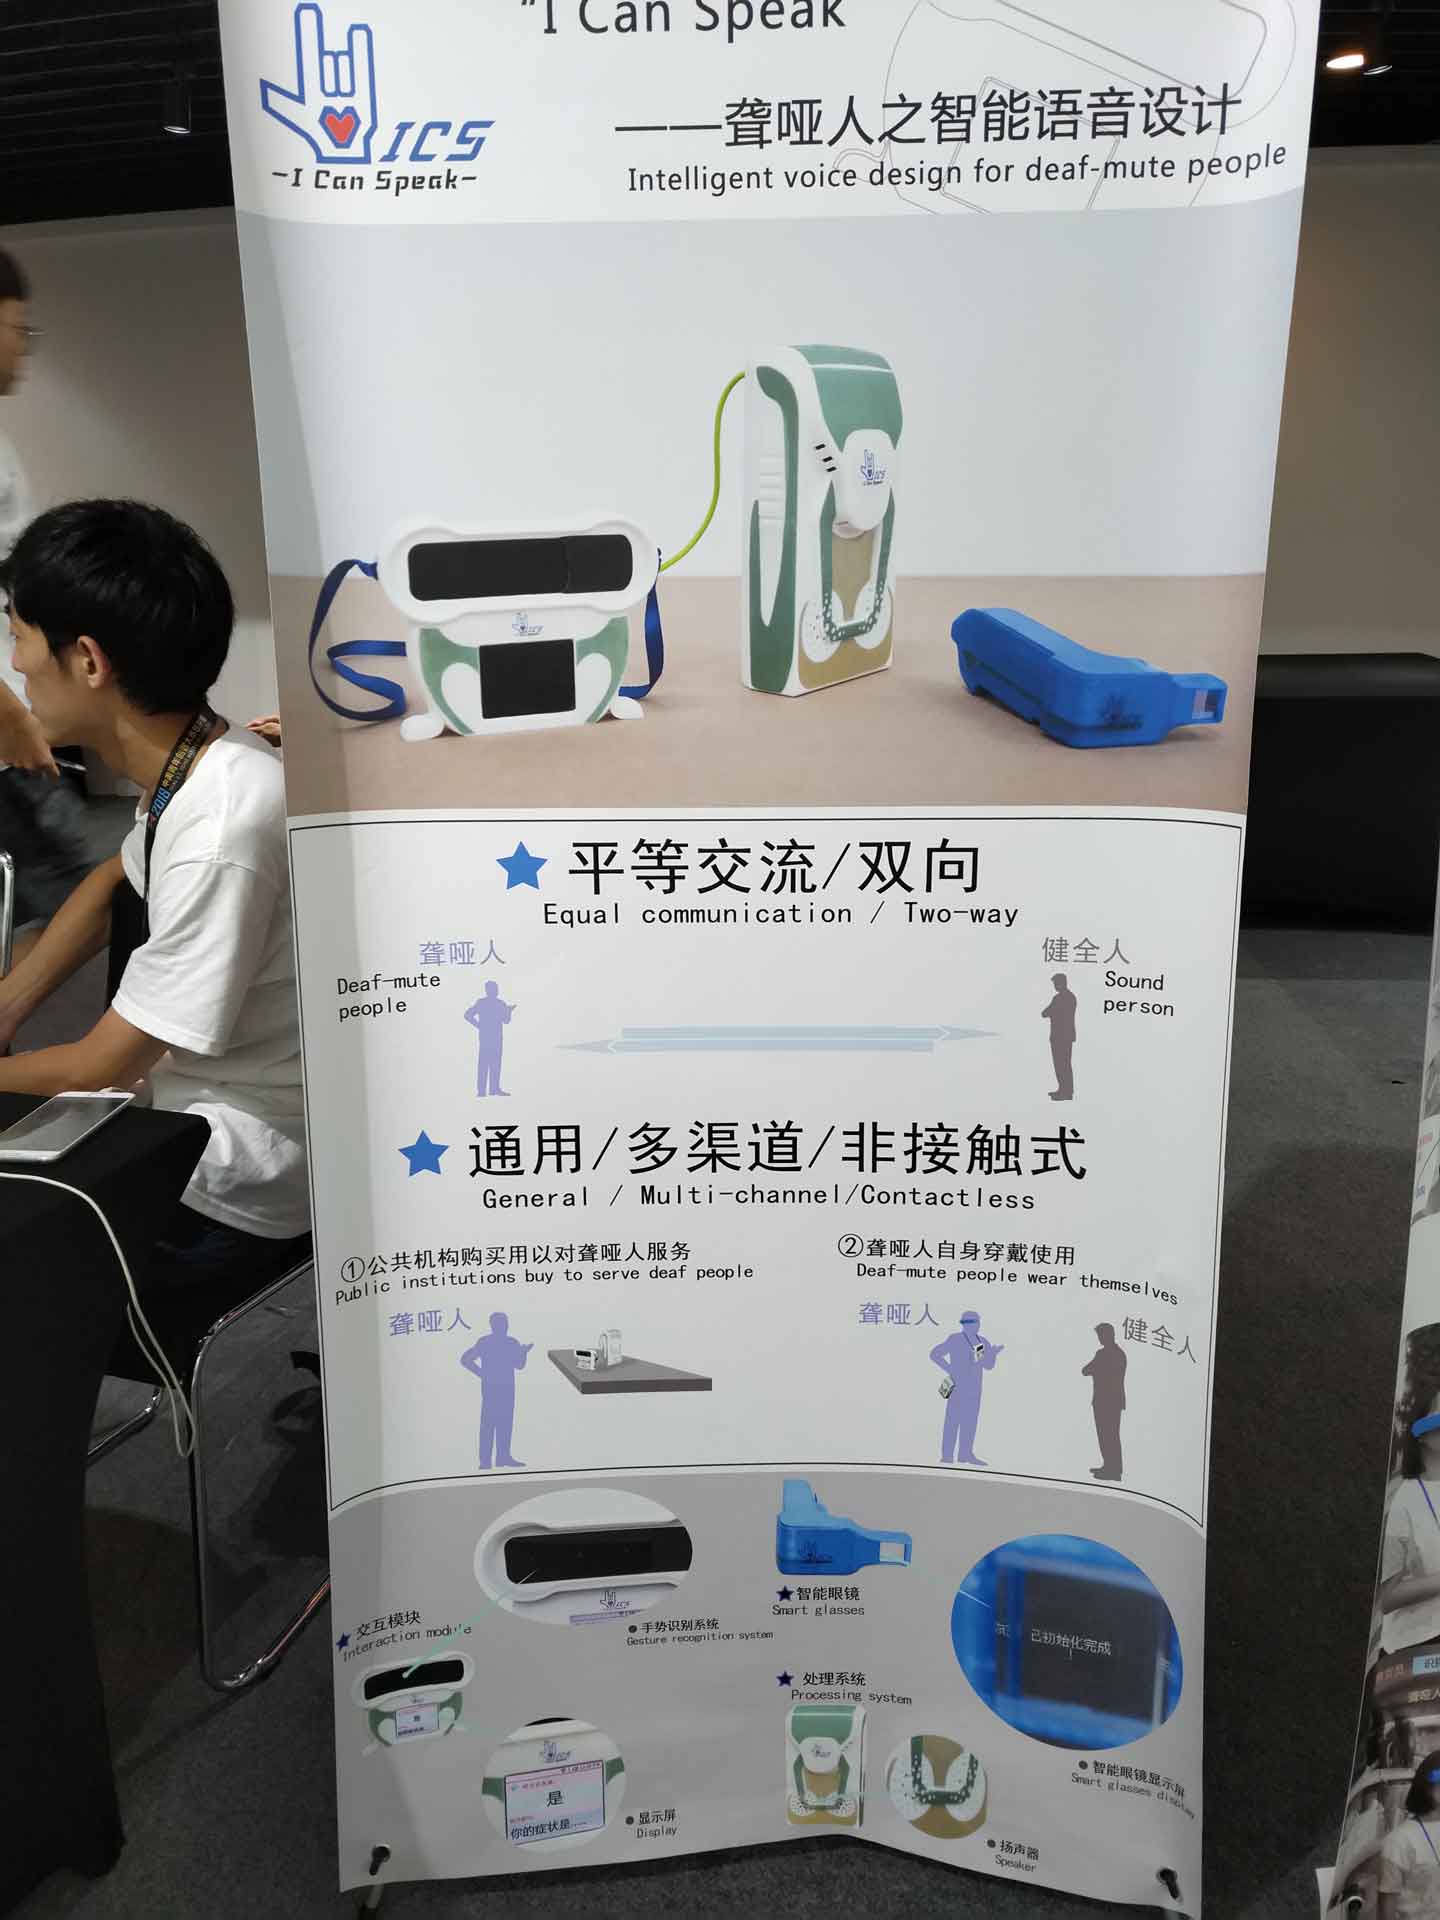 "I Can Speak
ICS
-I Can Speak-
——聋哑人之智能语音设计
Intelligent voice design for deaf-mute people
ICS
ICS
2018
平等交流/双向
Equal communication / Two-way
聋哑人
Deaf-mute
people
健全人
Sound
person
通用/多渠道/非接触式
General / Multi-channel/Contactless
①公共机构购买用以对聋哑人服务
Public institutions buy to serve deaf people
②聋哑人自身穿戴使用
Deaf-mute people wear themselves
聋哑人
聋哑人
健全人
交互模块
Interaction module
ICS
手势识别系统
Gesture recognition system
智能眼镜
Smart glasses
已初始化完成
智能眼镜显示屏
Smart glasses display
处理系统
Processing system
ICS
是
你的症状是......
显示屏
Display
扬声器
Speaker